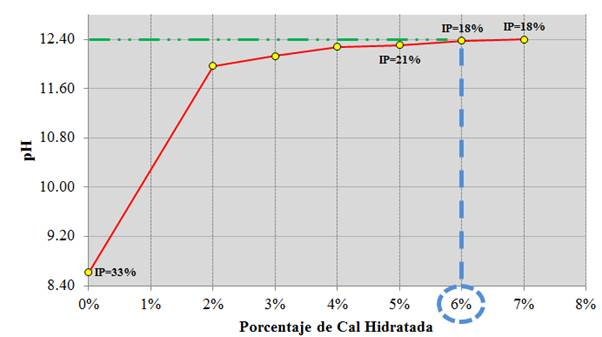 IP=18%
IP=18%
12.40
IP=21%
11.60
10.80
pH
10.00
9.20
IP=33%
8.40
0%
1%
2%
3%
4%
5%
6%
7%
8%
Porcentaje de Cal Hidratada